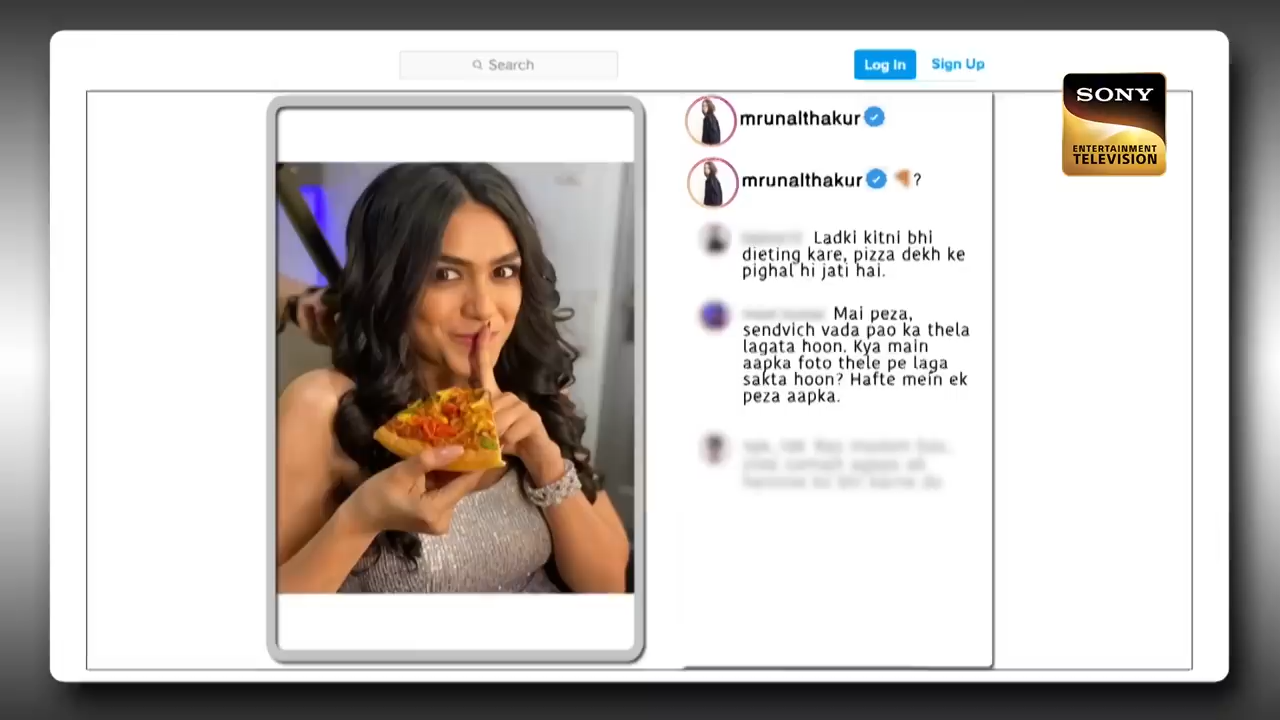 Search
Log In
Sign Up
SONY
ENTERTAINMENT
TELEVISION
mrunalthakur
mrunalthakur ?
Ladki kitni bhi
dieting kare, pizza dekh ke
pighal hi jati hai.
Mai peza,
sendvich vada pao ka thela
lagata hoon. Kya main
aapka foto thele pe laga
sakta hoon? Hafte mein ek
peza aapka.